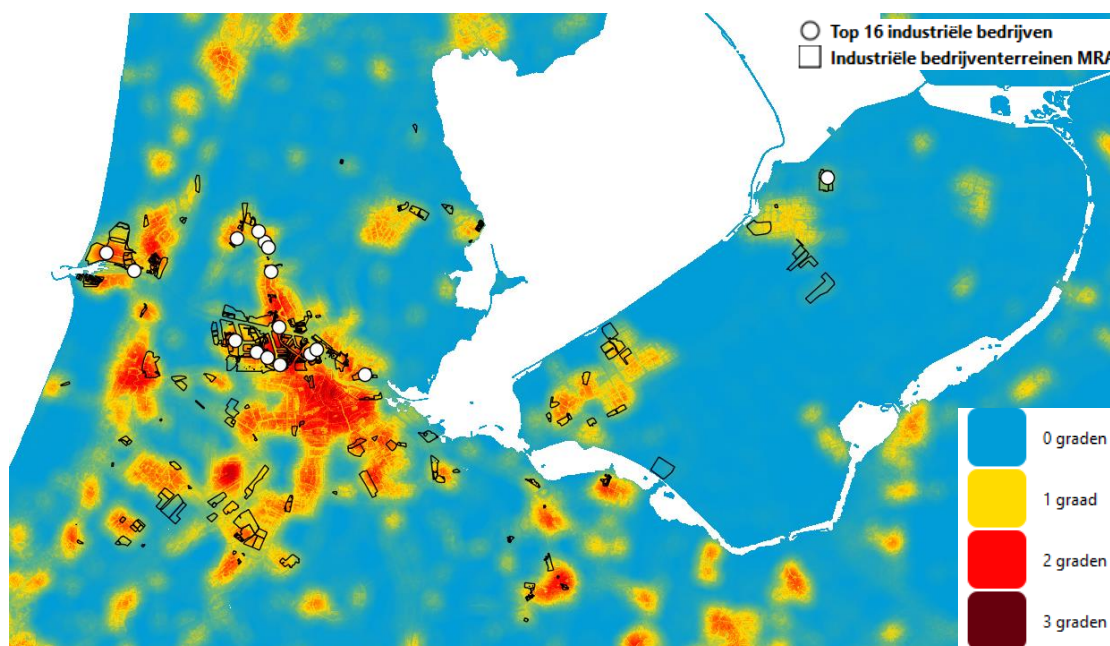 Top 16 industriële bedrijven
Industriële bedrijventerreinen MRA
0 graden
1 graad
2 graden
3 graden